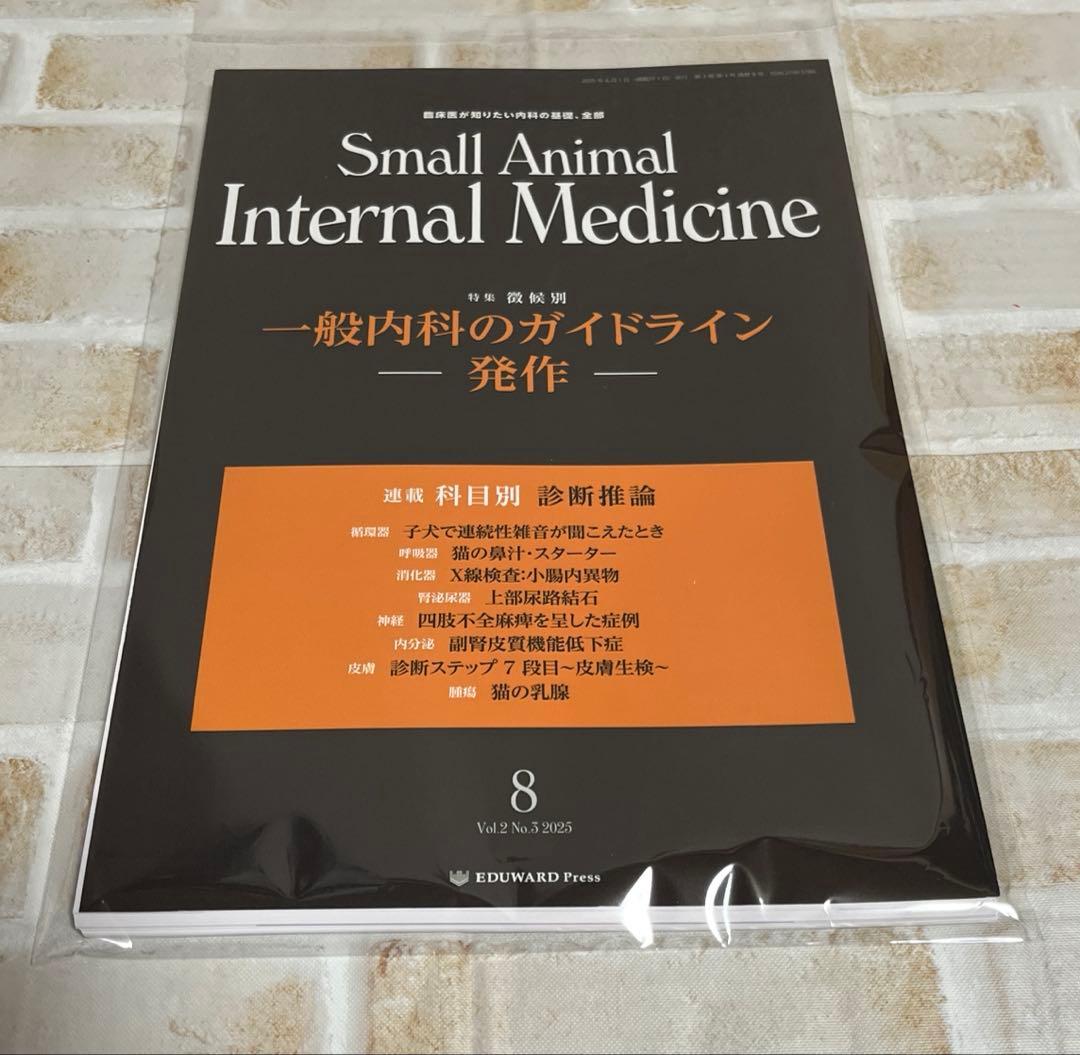 臨床医が知りたい内科の基礎、全部
Small Animal
Internal Medicine
特集 徴候別
一般内科のガイドライン
発作
連載 科目別 診断推論
循環器 子犬で連続性雑音が聞こえたとき
呼吸器 猫の鼻汁・スターター
消化器 X線検査:小腸内異物
腎泌尿器 上部尿路結石
神経 四肢不全麻痺を呈した症例
内分泌 副腎皮質機能低下症
皮膚 診断ステップ 7 段目～皮膚生検～
腫瘍 猫の乳腺
8
Vol.2 No.3 2025
EDUWARD Press